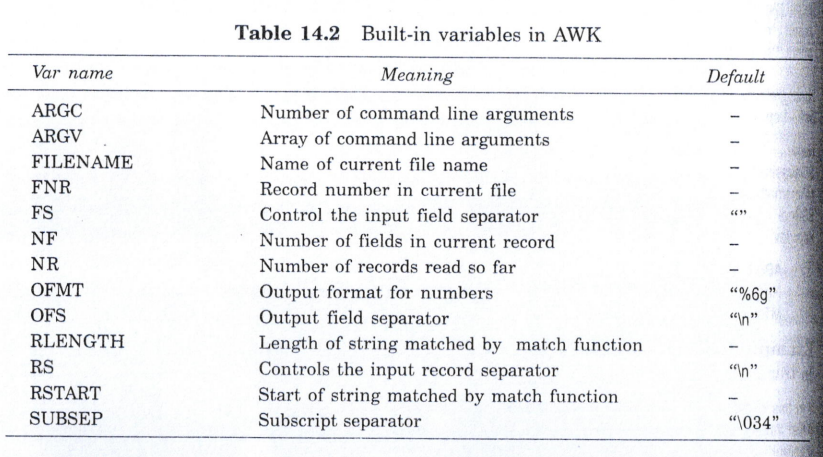 Table 14.2 Built-in variables in AWK
Var name Meaning Default
ARGC Number of command line arguments –
ARGV Array of command line arguments –
FILENAME Name of current file name –
FNR Record number in current file –
FS Control the input field separator “”
NF Number of fields in current record –
NR Number of records read so far –
OFMT Output format for numbers “%6g”
OFS Output field separator “\n”
RLENGTH Length of string matched by match function –
RS Controls the input record separator “\n”
RSTART Start of string matched by match function –
SUBSEP Subscript separator “\034”